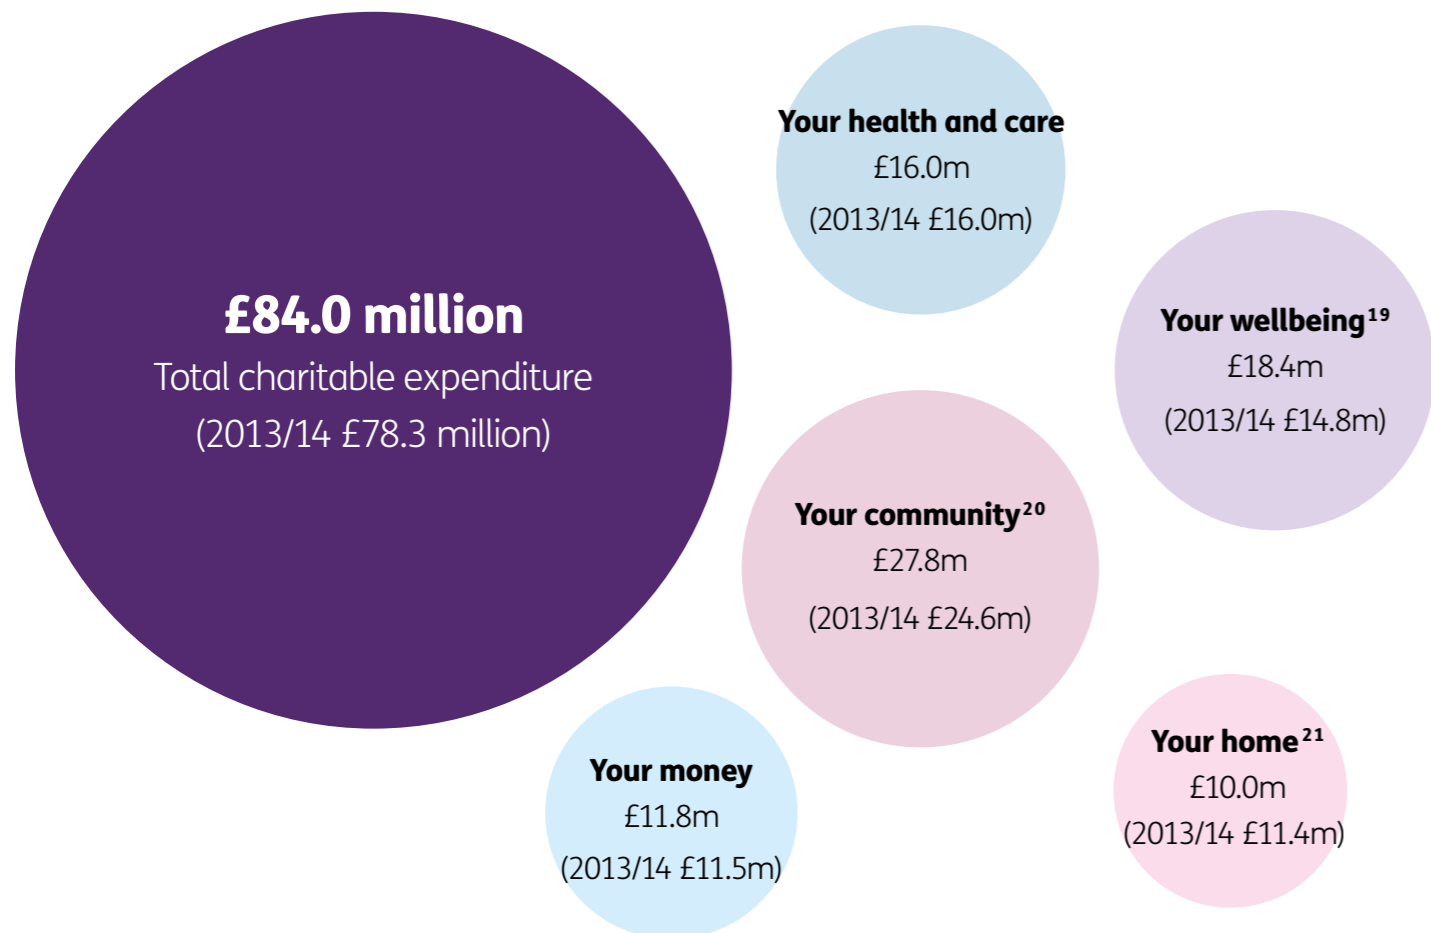 £84.0 million
Total charitable expenditure
(2013/14 £78.3 million)
Your health and care
£16.0m
(2013/14 £16.0m)
Your wellbeing19
£18.4m
(2013/14 £14.8m)
Your community20
£27.8m
(2013/14 £24.6m)
Your money
£11.8m
(2013/14 £11.5m)
Your home21
£10.0m
(2013/14 £11.4m)